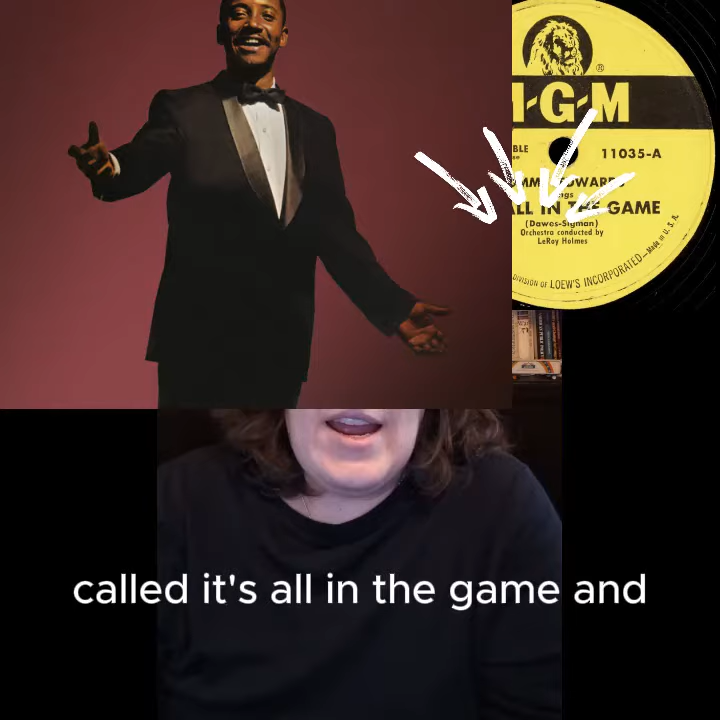 M-G-M
BLE
11035-A
ALL IN THE GAME
(Dawes-Sigman)
Orchestra conducted by
LeRoy Holmes
DIVISION OF LOEW'S INCORPORATED—Made in U. S. A.
called it's all in the game and